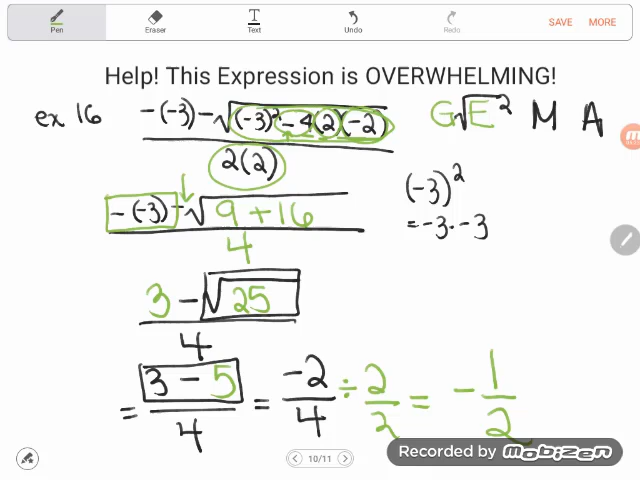 Pen Eraser Text Undo Redo SAVE MORE
Help! This Expression is OVERWHELMING!
ex 16 (-(-3) - √((-3)² - 4(2)(-2)))/(2(2)) G √E² M A
(-(-3) - √(9 + 16))/4 (-3)²
= -3 · -3
(3 - √25)/4
= (3 - 5)/4 = -2/4 ÷ 2/2 = - 1/2
10/11
Recorded by mobizen